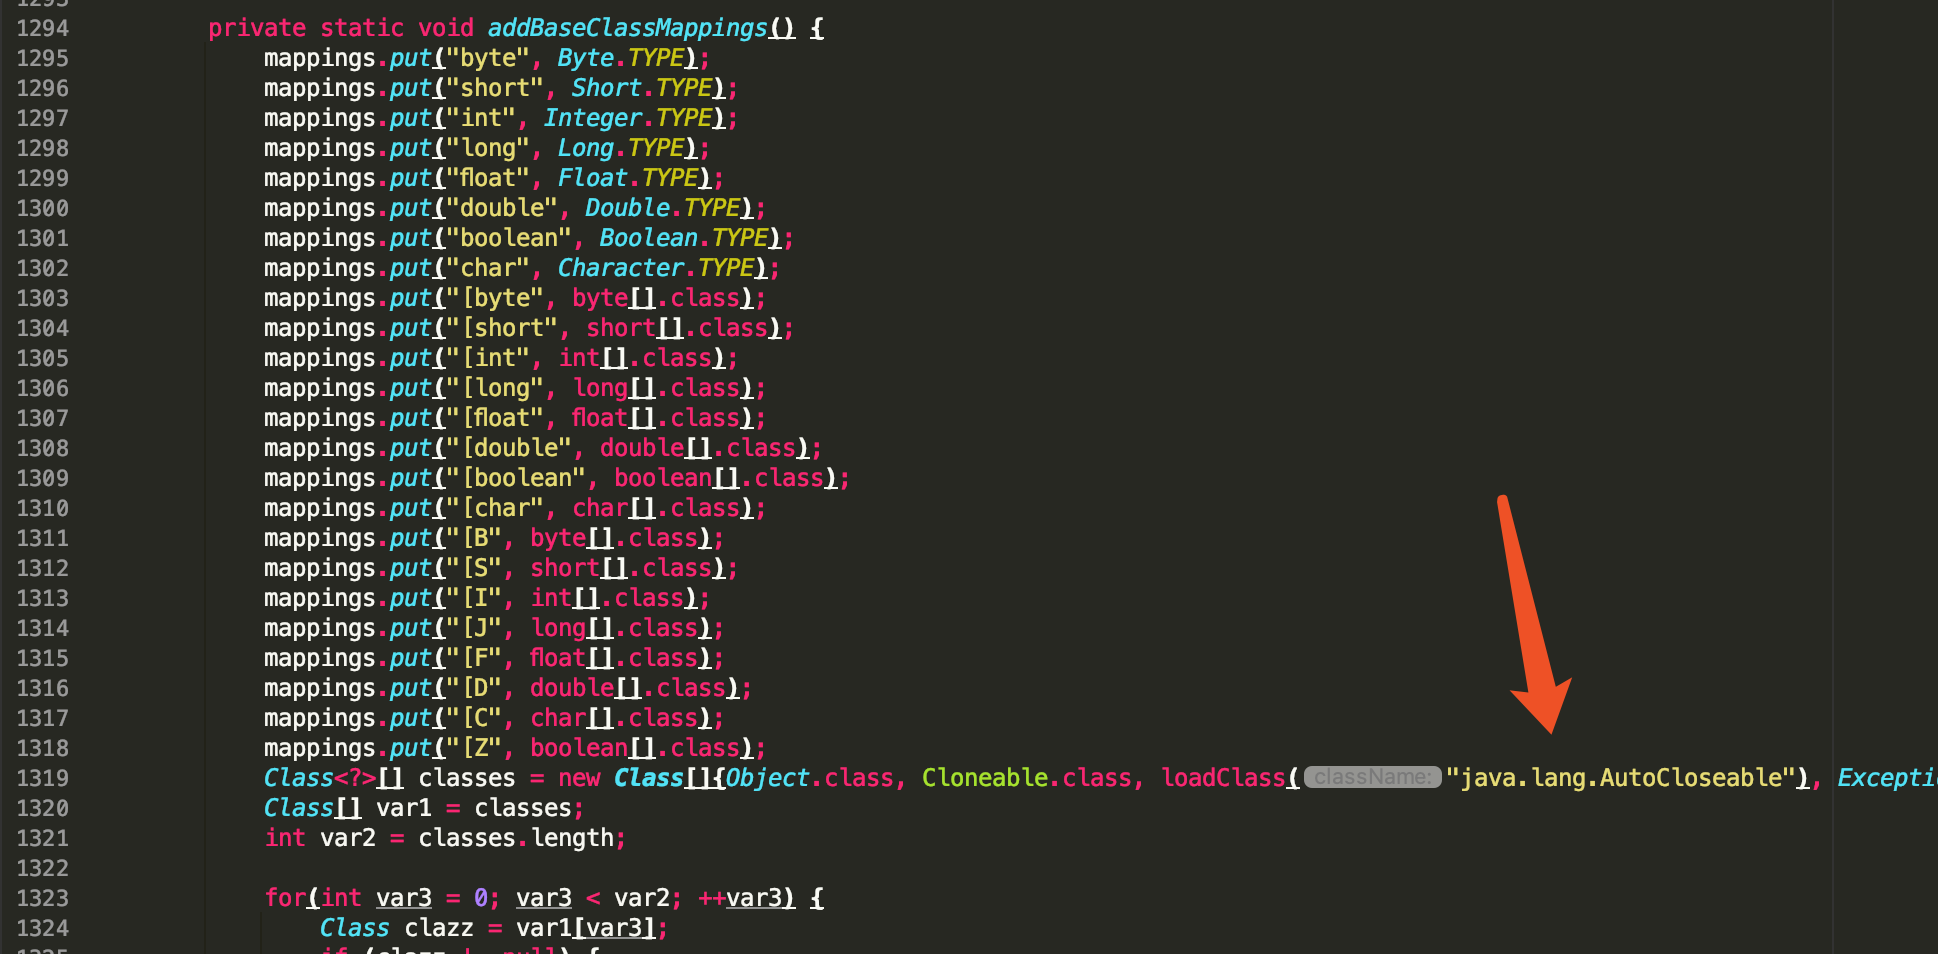 1293
1294 private static void addBaseClassMappings() {
1295 mappings.put("byte", Byte.TYPE);
1296 mappings.put("short", Short.TYPE);
1297 mappings.put("int", Integer.TYPE);
1298 mappings.put("long", Long.TYPE);
1299 mappings.put("float", Float.TYPE);
1300 mappings.put("double", Double.TYPE);
1301 mappings.put("boolean", Boolean.TYPE);
1302 mappings.put("char", Character.TYPE);
1303 mappings.put("[byte", byte[].class);
1304 mappings.put("[short", short[].class);
1305 mappings.put("[int", int[].class);
1306 mappings.put("[long", long[].class);
1307 mappings.put("[float", float[].class);
1308 mappings.put("[double", double[].class);
1309 mappings.put("[boolean", boolean[].class);
1310 mappings.put("[char", char[].class);
1311 mappings.put("[B", byte[].class);
1312 mappings.put("[S", short[].class);
1313 mappings.put("[I", int[].class);
1314 mappings.put("[J", long[].class);
1315 mappings.put("[F", float[].class);
1316 mappings.put("[D", double[].class);
1317 mappings.put("[C", char[].class);
1318 mappings.put("[Z", boolean[].class);
1319 Class<?>[] classes = new Class[]{Object.class, Cloneable.class, loadClass( className: "java.lang.AutoCloseable"), Excepti
1320 Class[] var1 = classes;
1321 int var2 = classes.length;
1322
1323 for(int var3 = 0; var3 < var2; ++var3) {
1324 Class clazz = var1[var3];